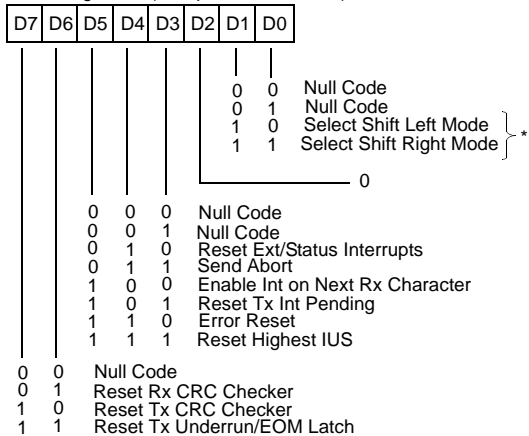 D7 D6 D5 D4 D3 D2 D1 D0
0 0 Null Code
0 1 Null Code
1 0 Select Shift Left Mode
1 1 Select Shift Right Mode
*
0
0 0 0 Null Code
0 0 1 Null Code
0 1 0 Reset Ext/Status Interrupts
0 1 1 Send Abort
1 0 0 Enable Int on Next Rx Character
1 0 1 Reset Tx Int Pending
1 1 0 Error Reset
1 1 1 Reset Highest IUS
0 0 Null Code
0 1 Reset Rx CRC Checker
1 0 Reset Tx CRC Checker
1 1 Reset Tx Underrun/EOM Latch